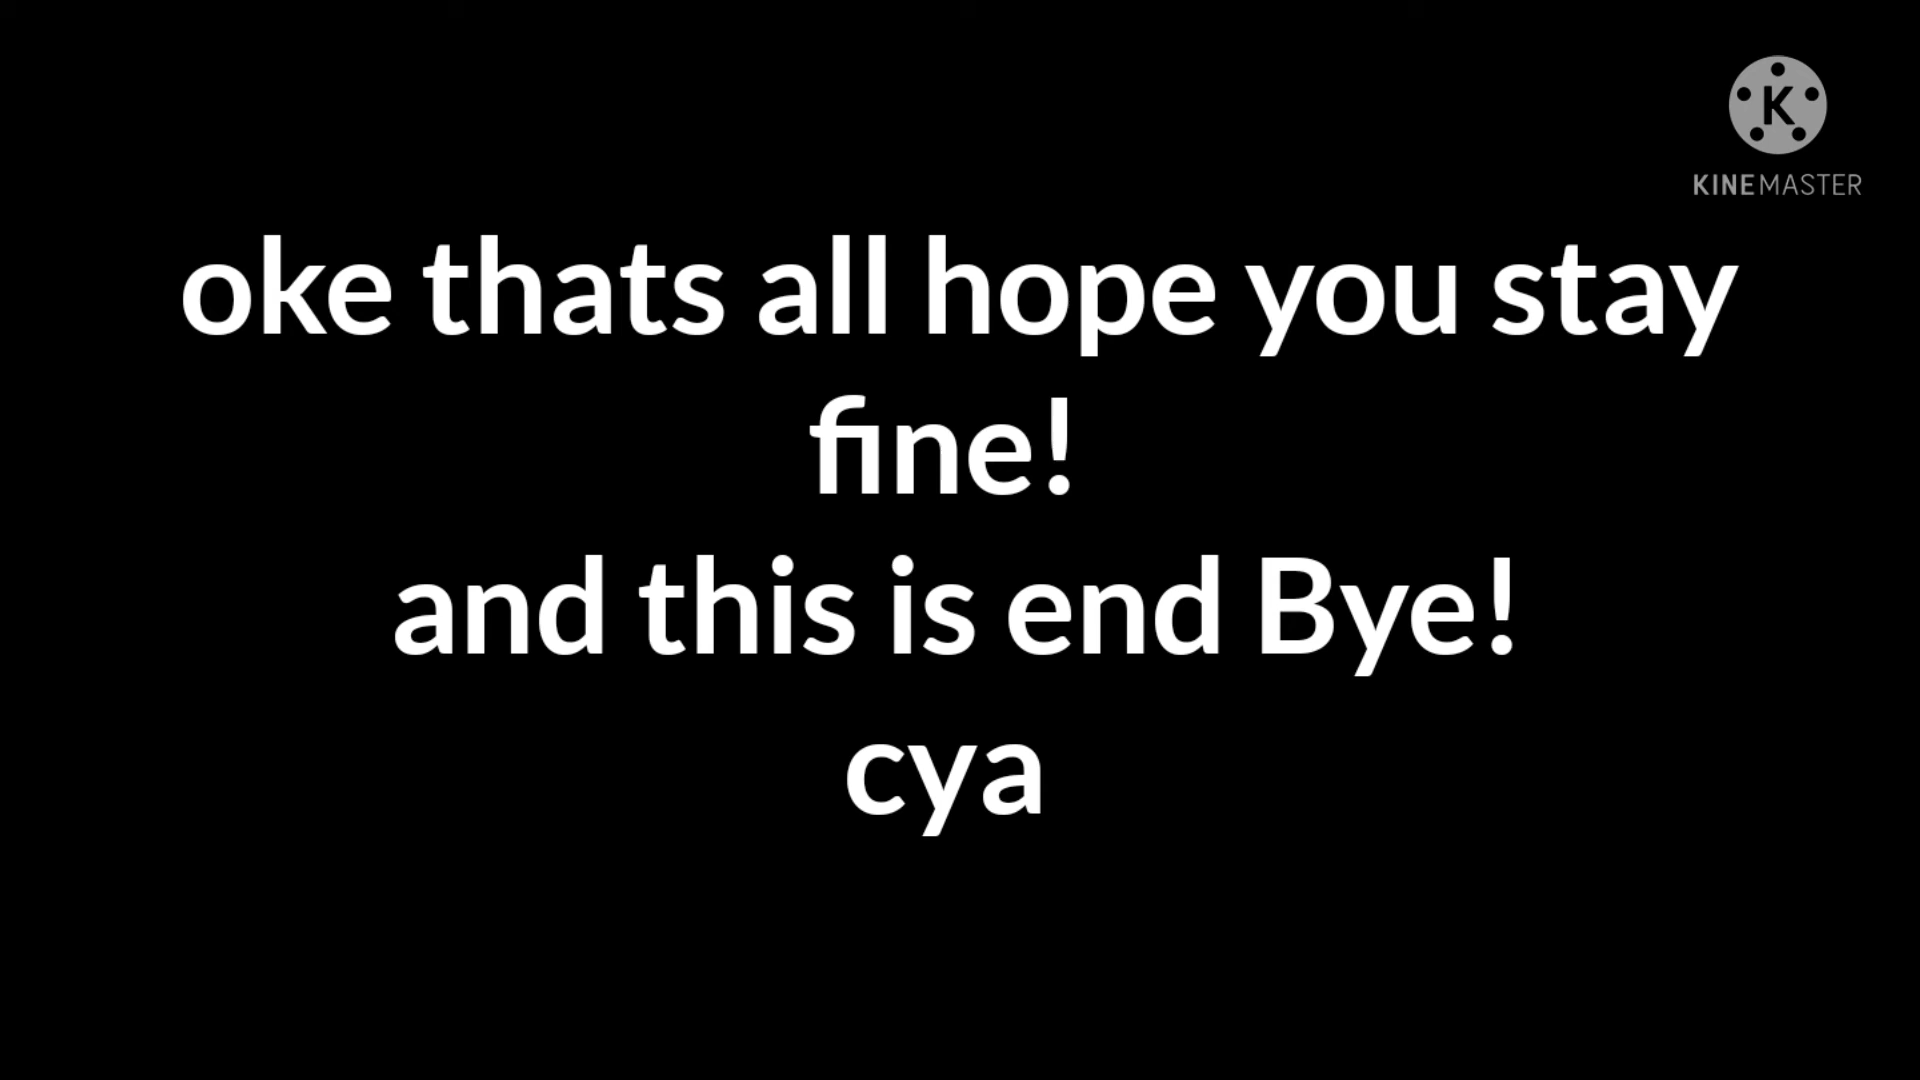 K
KINEMASTER
oke thats all hope you stay
fine!
and this is end Bye!
cya